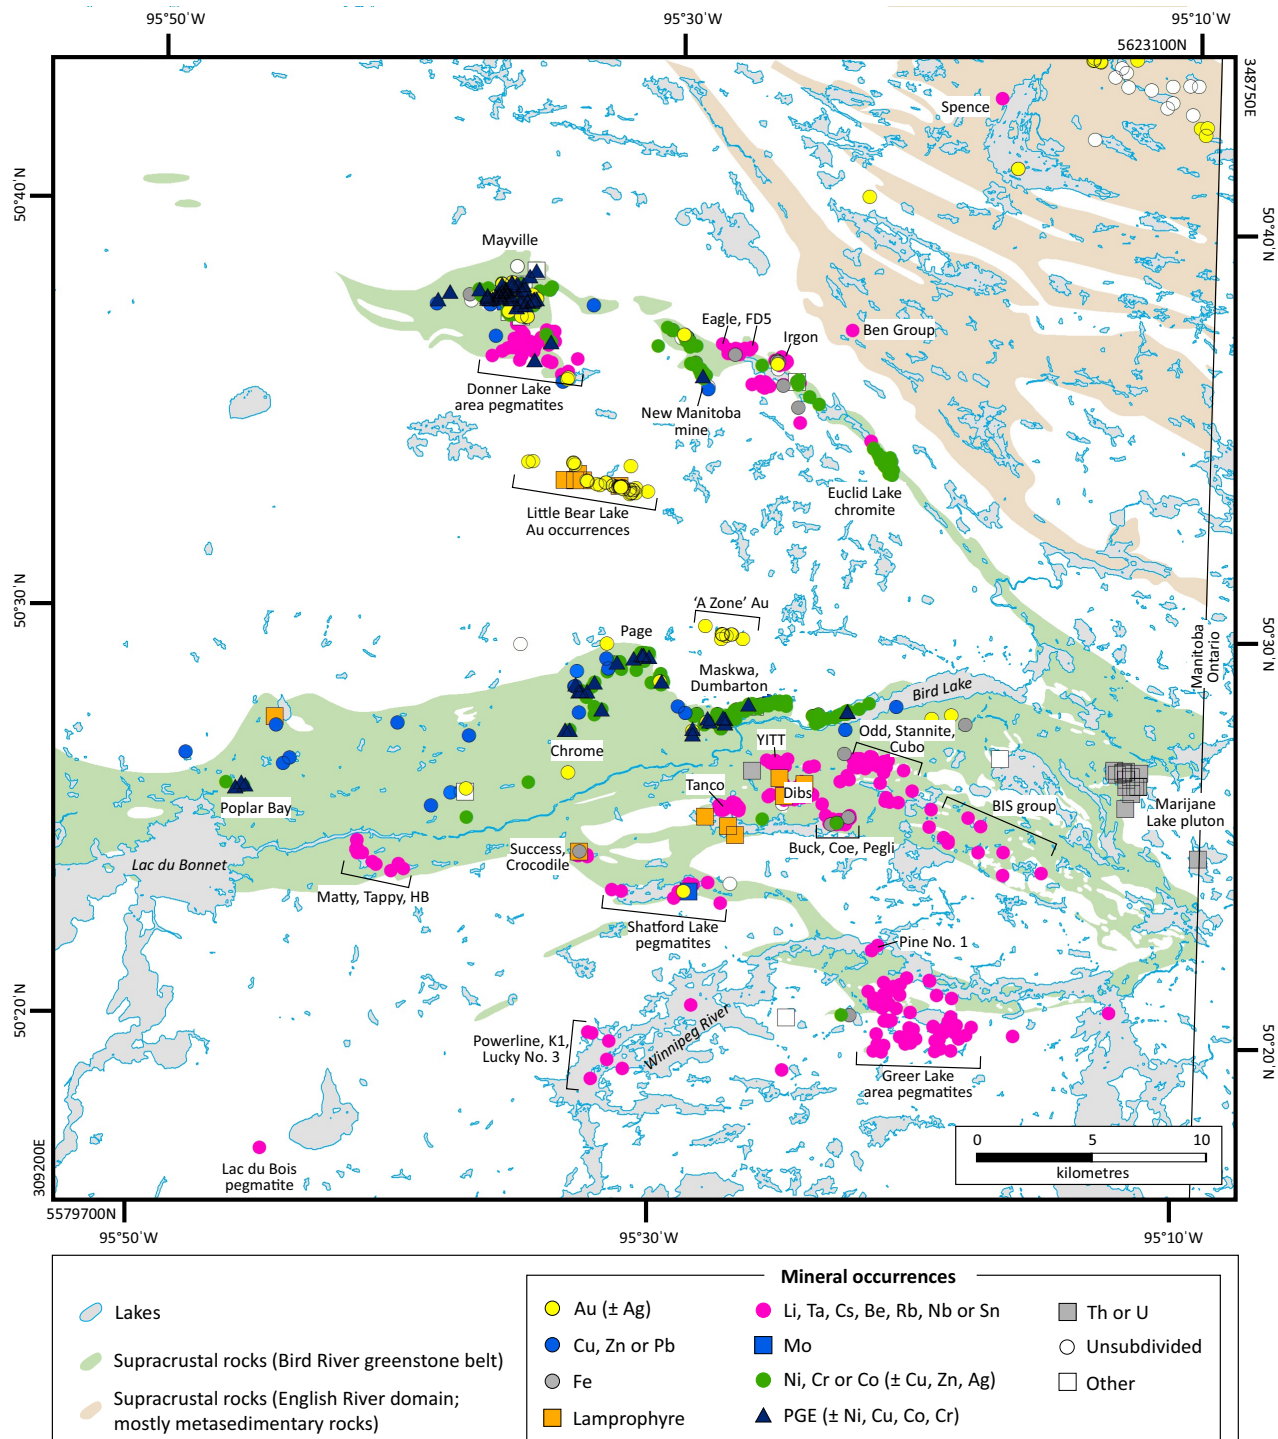 95°50'W
95°30'W
95°10'W
5623100N
348750E
Spence
50°40'N
50°40'N
Mayville
Eagle, FD5
Irgon
Ben Group
Donner Lake
area pegmatites
New Manitoba
mine
Euclid Lake
chromite
Little Bear Lake
Au occurrences
50°30'N
50°30'N
'A Zone' Au
Page
Manitoba
Ontario
Maskwa,
Dumbarton
Bird Lake
Chrome
YITT
Odd, Stannite,
Cubo
Tanco
Dibs
Poplar Bay
BIS group
Marijane
Lake pluton
Success,
Crocodile
Buck, Coe, Pegli
Lac du Bonnet
Matty, Tappy, HB
Shatford Lake
pegmatites
Pine No. 1
50°20'N
50°20'N
Powerline, K1,
Lucky No. 3
Winnipeg River
Greer Lake
area pegmatites
Lac du Bois
pegmatite
0 5 10
kilometres
309200E
5579700N
95°50'W
95°30'W
95°10'W
Lakes
Supracrustal rocks (Bird River greenstone belt)
Supracrustal rocks (English River domain;
mostly metasedimentary rocks)
Mineral occurrences
Au (± Ag)
Cu, Zn or Pb
Fe
Lamprophyre
Li, Ta, Cs, Be, Rb, Nb or Sn
Mo
Ni, Cr or Co (± Cu, Zn, Ag)
PGE (± Ni, Cu, Co, Cr)
Th or U
Unsubdivided
Other